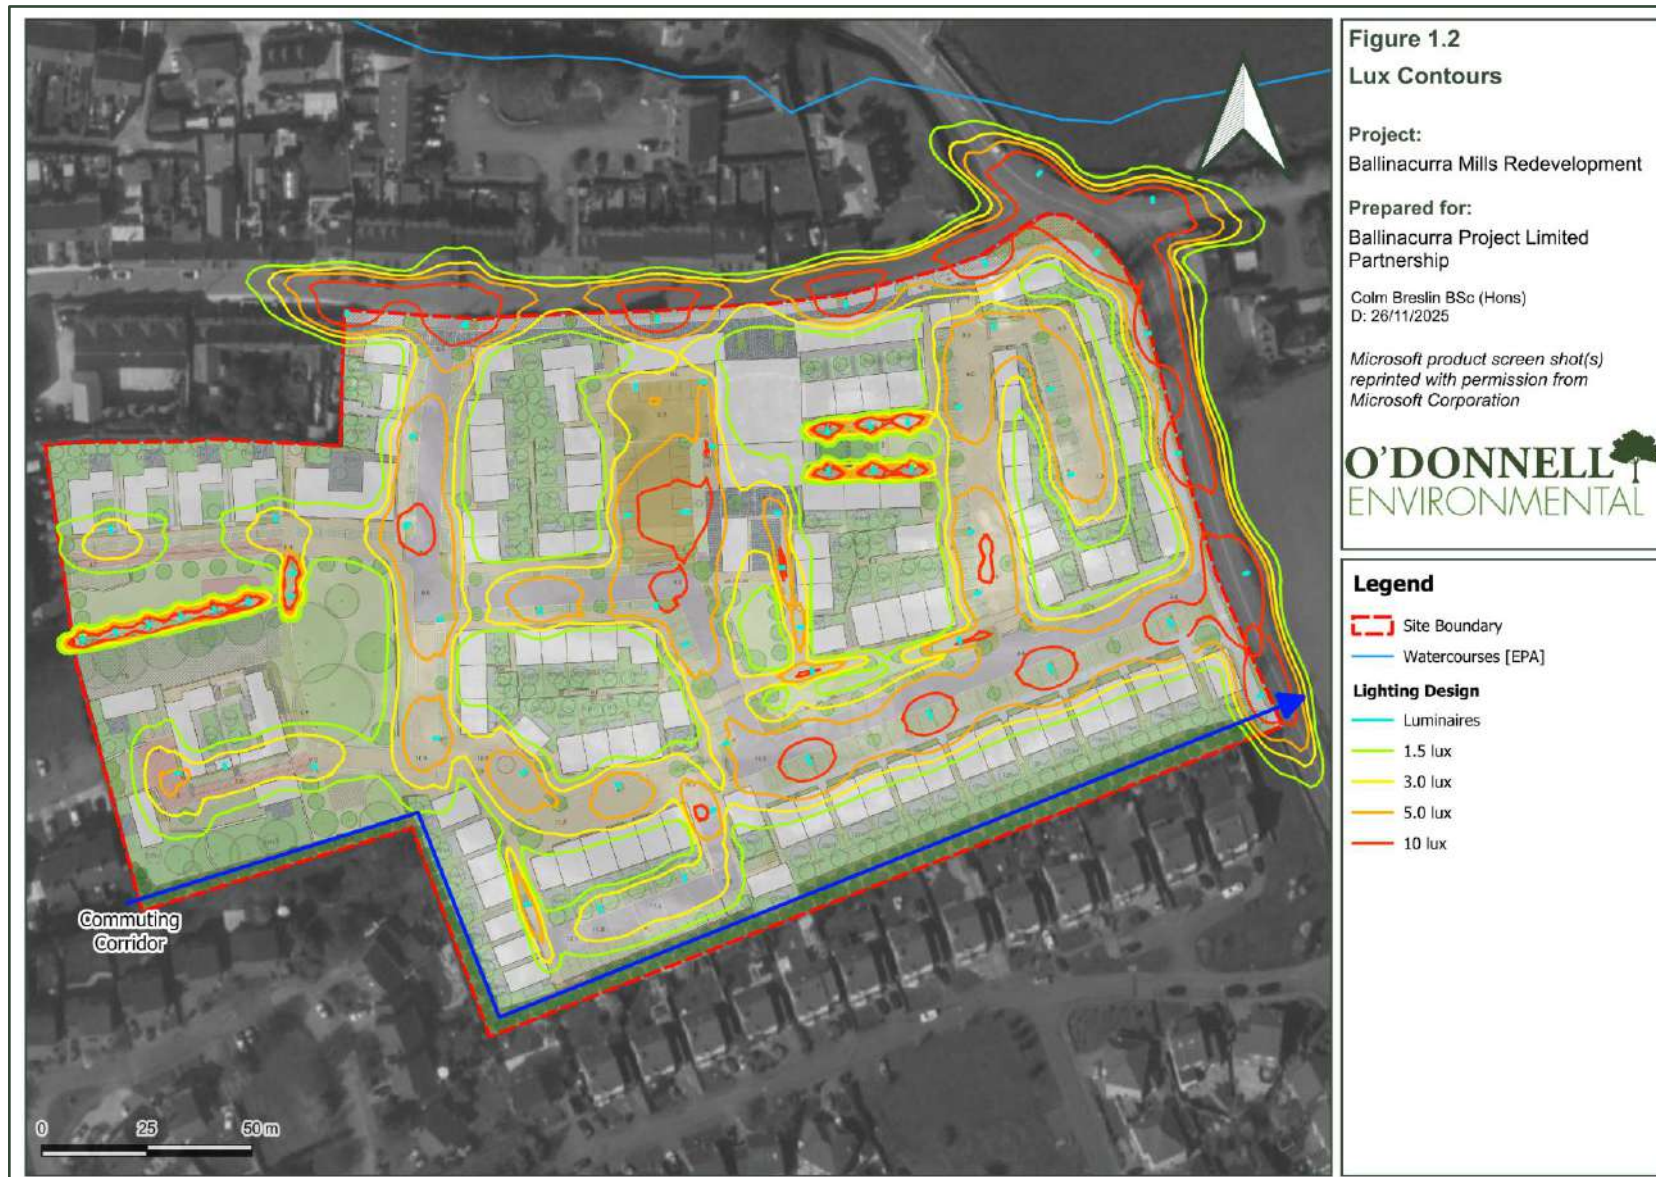 Figure 1.2
Lux Contours
Project:
Ballinacurra Mills Redevelopment
Prepared for:
Ballinacurra Project Limited
Partnership
Colm Breslin BSc (Hons)
D: 26/11/2025
Microsoft product screen shot(s)
reprinted with permission from
Microsoft Corporation
O'DONNELL
ENVIRONMENTAL
Legend
Site Boundary
Watercourses [EPA]
Lighting Design
Luminaires
1.5 lux
3.0 lux
5.0 lux
10 lux
Commuting
Corridor
0 25 50 m